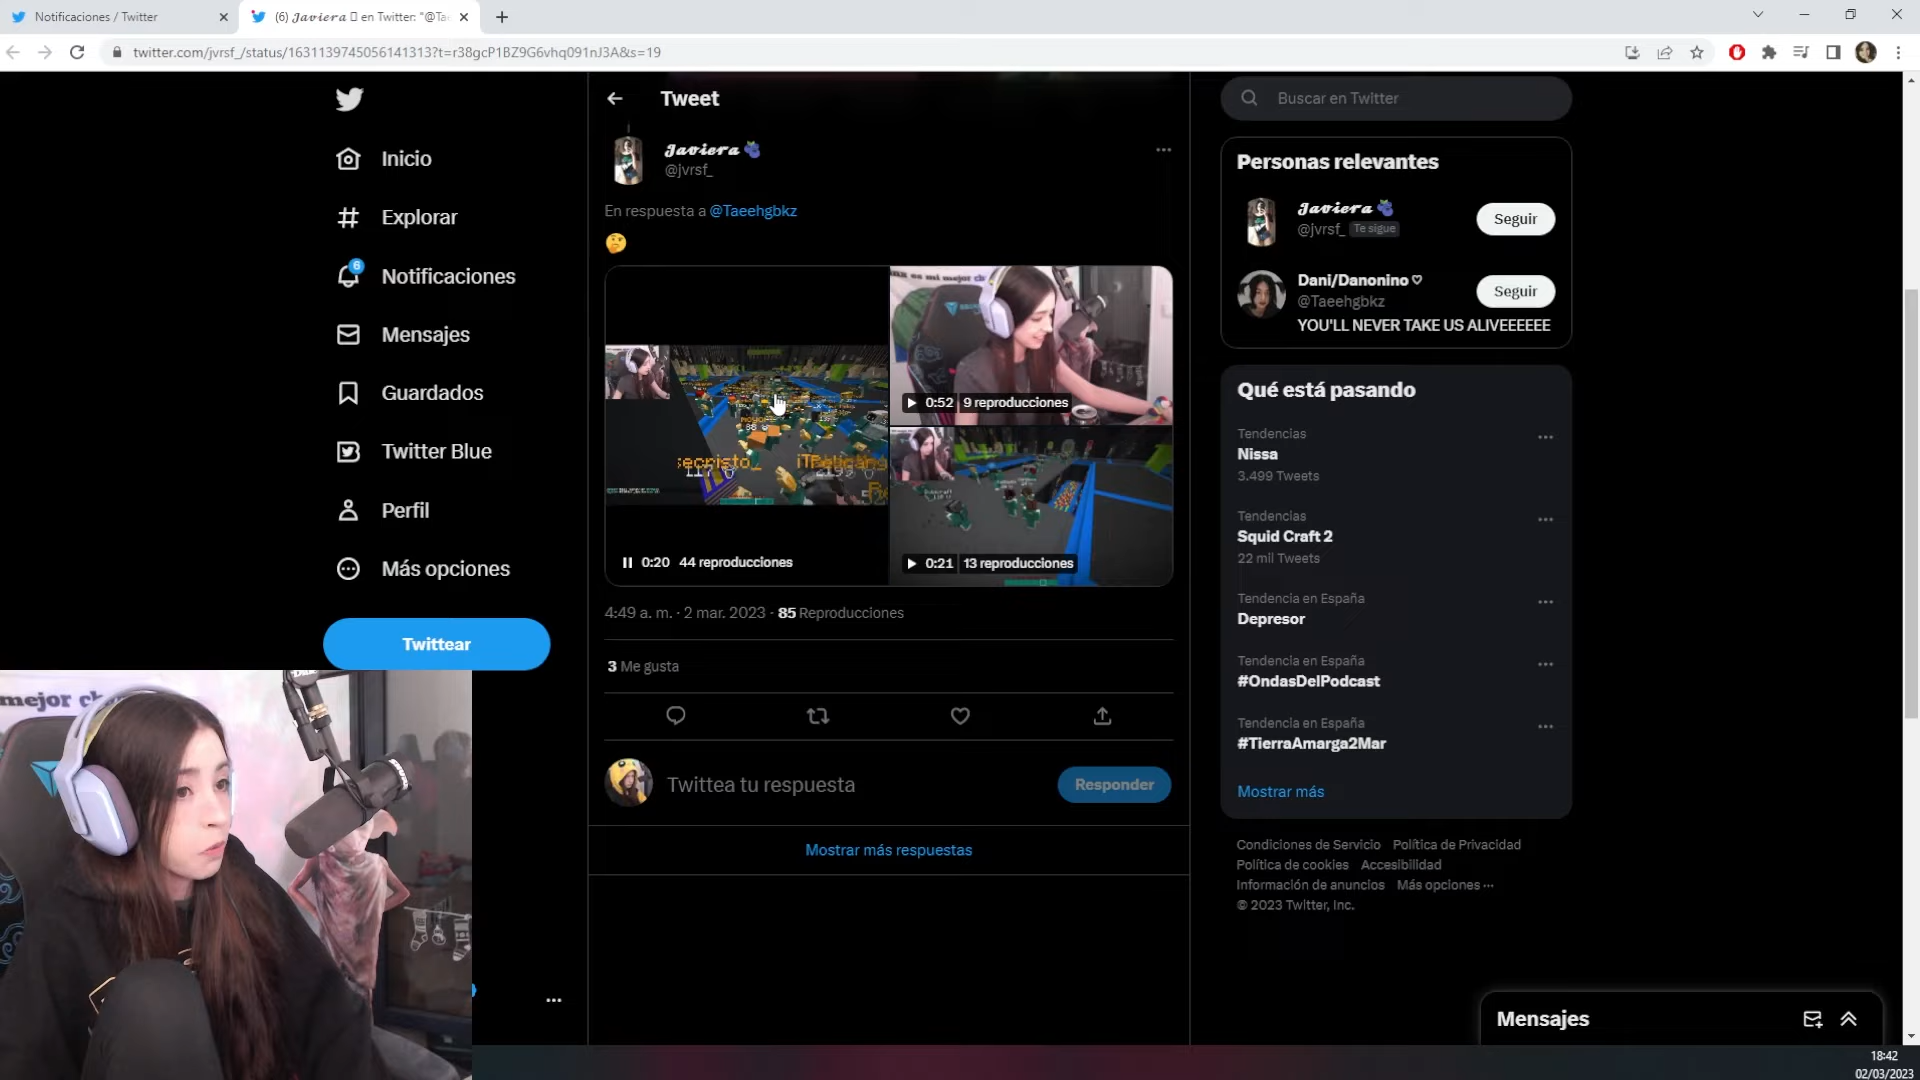 Notificaciones / Twitter
(6) 𝓙𝓪𝓿𝓲𝓮𝓻𝓪 en Twitter: "@Ta
twitter.com/jvrsf_/status/1631139745056141313?t=r38gcP1BZ9G6vhq091nJ3A&s=19
Inicio
Explorar
6
Notificaciones
Mensajes
Guardados
Twitter Blue
Perfil
Más opciones
Twittear
Tweet
𝓙𝓪𝓿𝓲𝓮𝓻𝓪 🫐
@jvrsf_
En respuesta a @Taeehgbkz
🤔
0:20 44 reproducciones
0:52 9 reproducciones
0:21 13 reproducciones
4:49 a. m. · 2 mar. 2023 · 85 Reproducciones
3 Me gusta
Twittea tu respuesta
Responder
Mostrar más respuestas
Buscar en Twitter
Personas relevantes
𝓙𝓪𝓿𝓲𝓮𝓻𝓪 🫐
@jvrsf_ Te sigue
Seguir
Dani/Danonino♡
@Taeehgbkz
Seguir
YOU'LL NEVER TAKE US ALIVEEEEEE
Qué está pasando
Tendencias
Nissa
3.499 Tweets
Tendencias
Squid Craft 2
22 mil Tweets
Tendencia en España
Depresor
Tendencia en España
#OndasDelPodcast
Tendencia en España
#TierraAmarga2Mar
Mostrar más
Condiciones de Servicio Política de Privacidad
Política de cookies Accesibilidad
Información de anuncios Más opciones ···
© 2023 Twitter, Inc.
Mensajes
mejor ch
18:42
02/03/2023